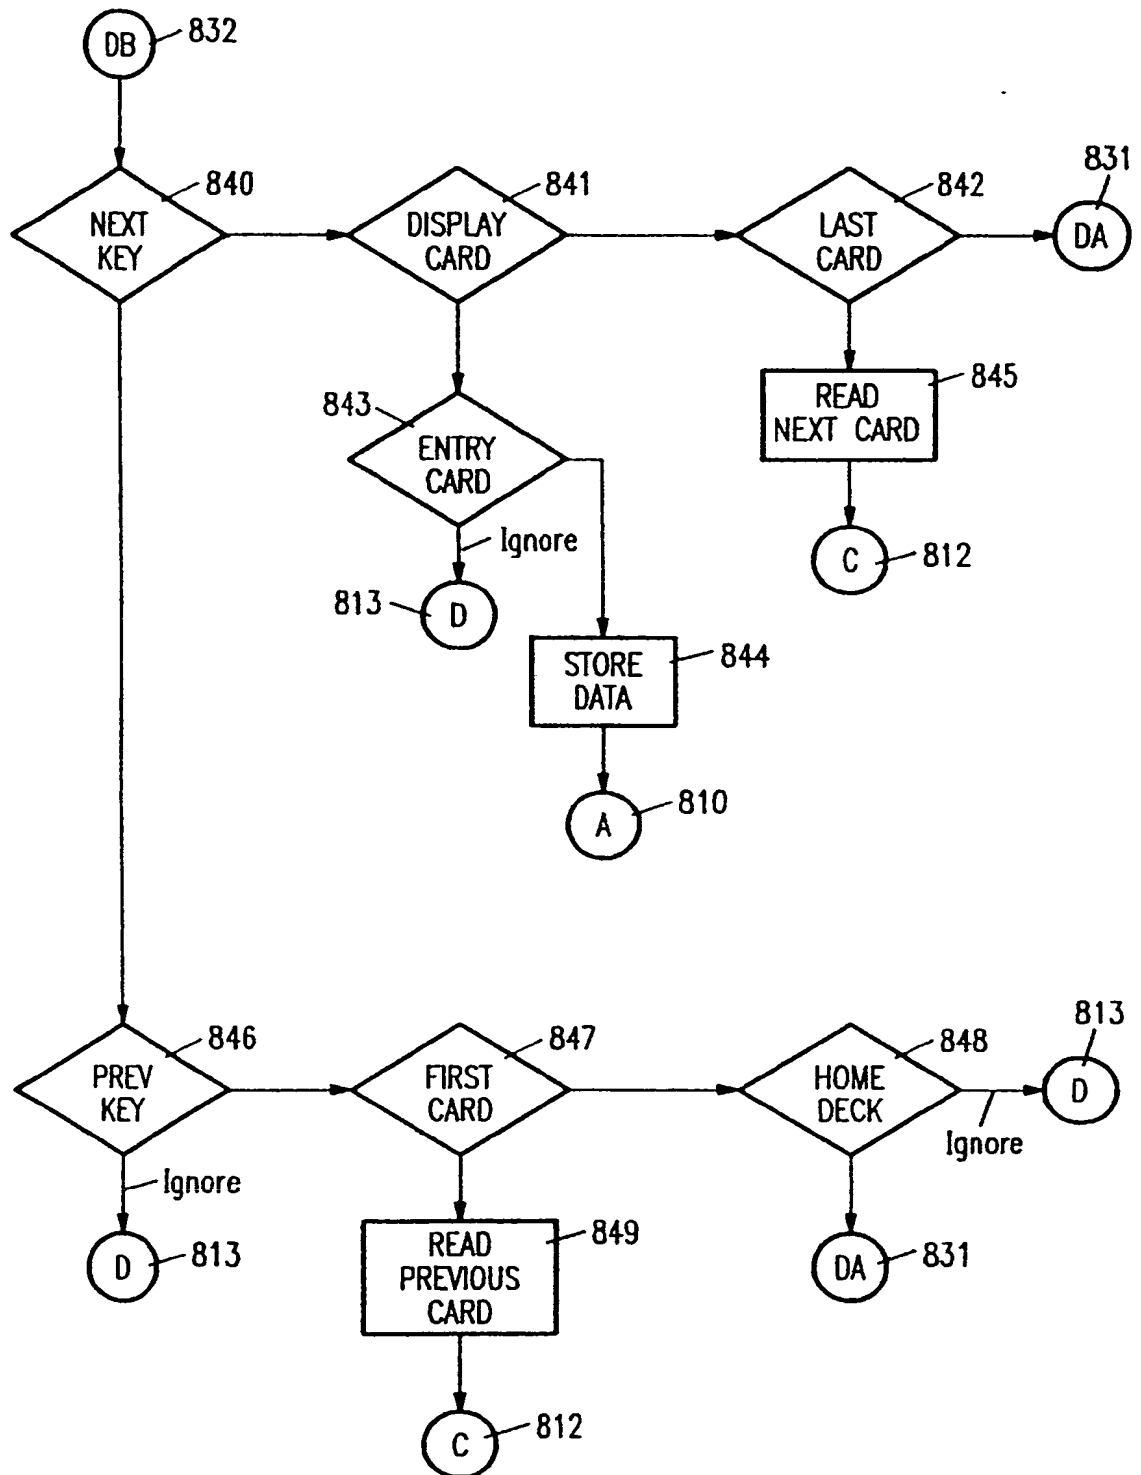 DB
832
NEXT
KEY
840
DISPLAY
CARD
841
LAST
CARD
842
DA
831
ENTRY
CARD
843
READ
NEXT CARD
845
Ignore
D
813
C
812
STORE
DATA
844
A
810
PREV
KEY
846
FIRST
CARD
847
HOME
DECK
848
Ignore
D
813
Ignore
D
813
READ
PREVIOUS
CARD
849
DA
831
C
812